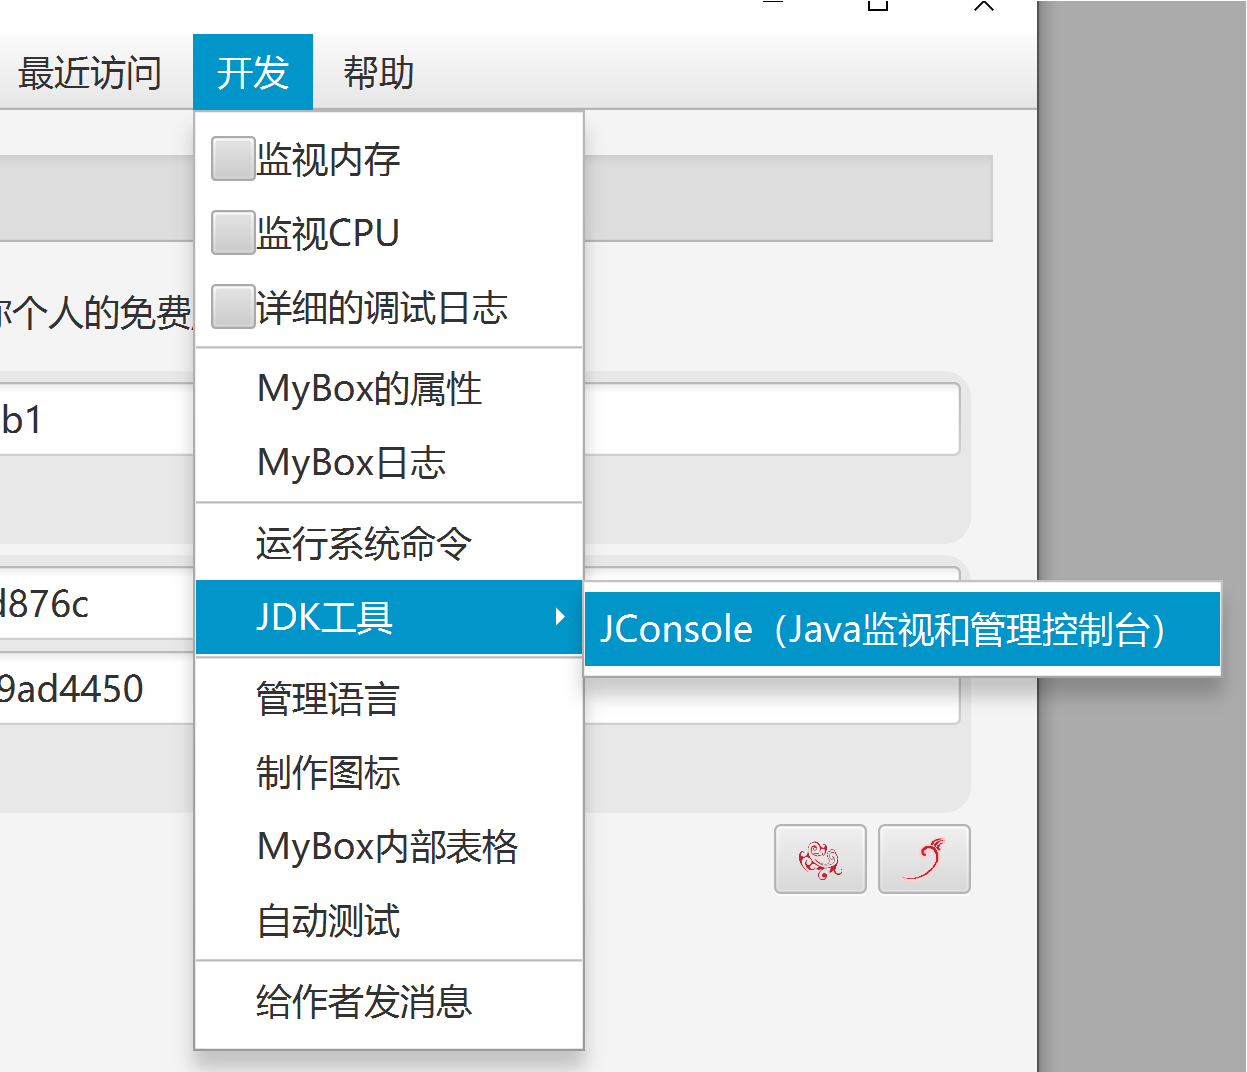 最近访问 开发 帮助
监视内存
监视CPU
个人的免费
详细的调试日志
MyBox的属性
b1
MyBox日志
运行系统命令
d876c
JDK工具
JConsole（Java监视和管理控制台）
9ad4450
管理语言
制作图标
MyBox内部表格
自动测试
给作者发消息